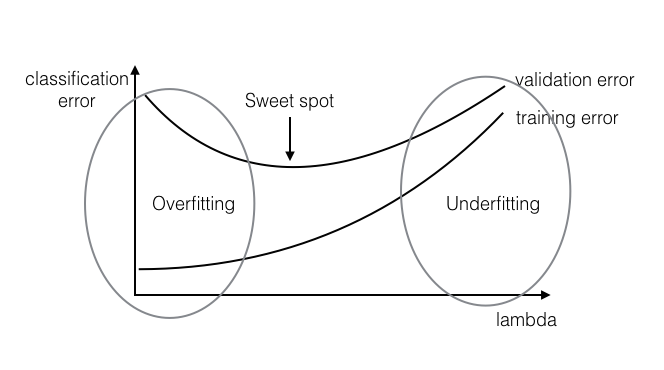 classification
error
Sweet spot
validation error
training error
Overfitting
Underfitting
lambda